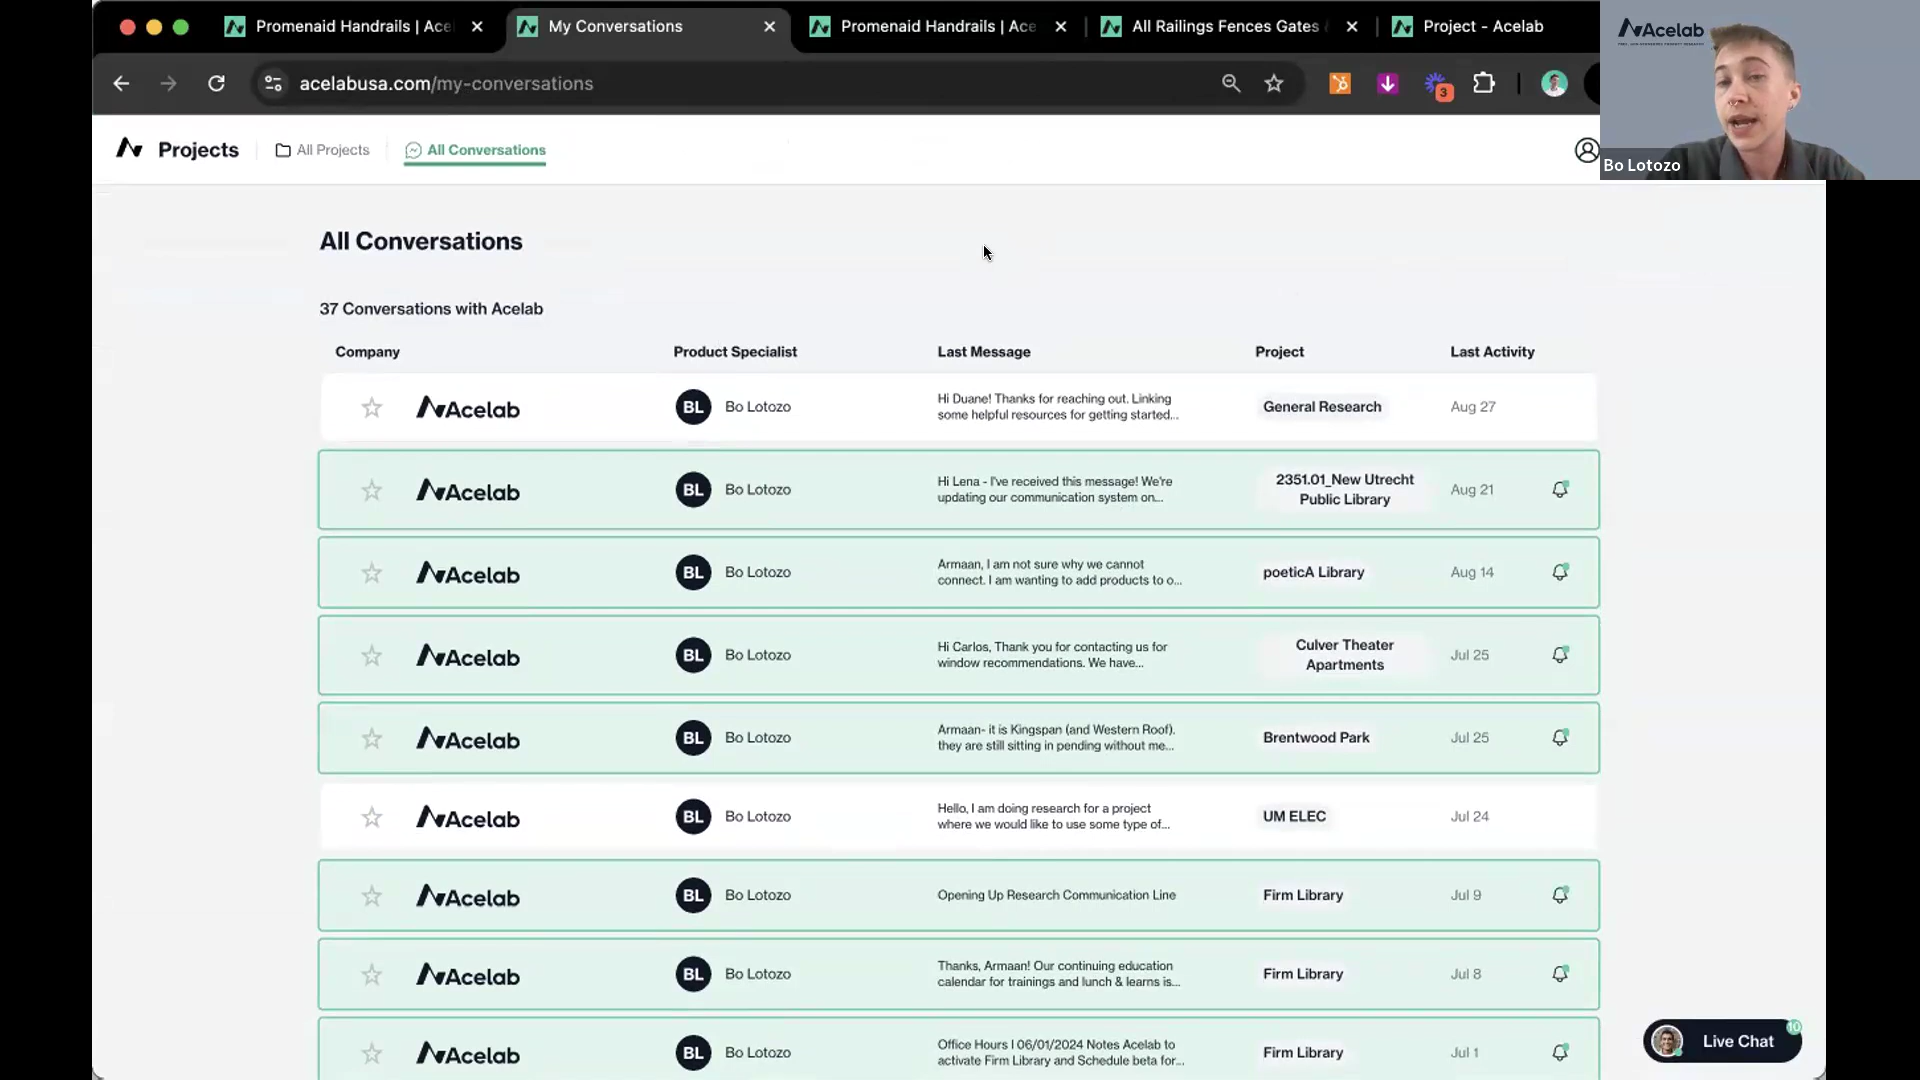 Promenaid Handrails | Ace
My Conversations
Promenaid Handrails | Ace
All Railings Fences Gates
Project - Acelab
acelabusa.com/my-conversations
3
Acelab
Bo Lotozo
Projects
All Projects
All Conversations
All Conversations
37 Conversations with Acelab
Company
Product Specialist
Last Message
Project
Last Activity
Acelab
BL
Bo Lotozo
Hi Duane! Thanks for reaching out. Linking
some helpful resources for getting started...
General Research
Aug 27
Acelab
BL
Bo Lotozo
Hi Lena - I've received this message! We're
updating our communication system on...
2351.01_New Utrecht
Public Library
Aug 21
Acelab
BL
Bo Lotozo
Armaan, I am not sure why we cannot
connect. I am wanting to add products to o...
poeticA Library
Aug 14
Acelab
BL
Bo Lotozo
Hi Carlos, Thank you for contacting us for
window recommendations. We have...
Culver Theater
Apartments
Jul 25
Acelab
BL
Bo Lotozo
Armaan- it is Kingspan (and Western Roof).
they are still sitting in pending without me...
Brentwood Park
Jul 25
Acelab
BL
Bo Lotozo
Hello, I am doing research for a project
where we would like to use some type of...
UM ELEC
Jul 24
Acelab
BL
Bo Lotozo
Opening Up Research Communication Line
Firm Library
Jul 9
Acelab
BL
Bo Lotozo
Thanks, Armaan! Our continuing education
calendar for trainings and lunch & learns is...
Firm Library
Jul 8
Acelab
BL
Bo Lotozo
Office Hours | 06/01/2024 Notes Acelab to
activate Firm Library and Schedule beta for...
Firm Library
Jul 1
Live Chat
10